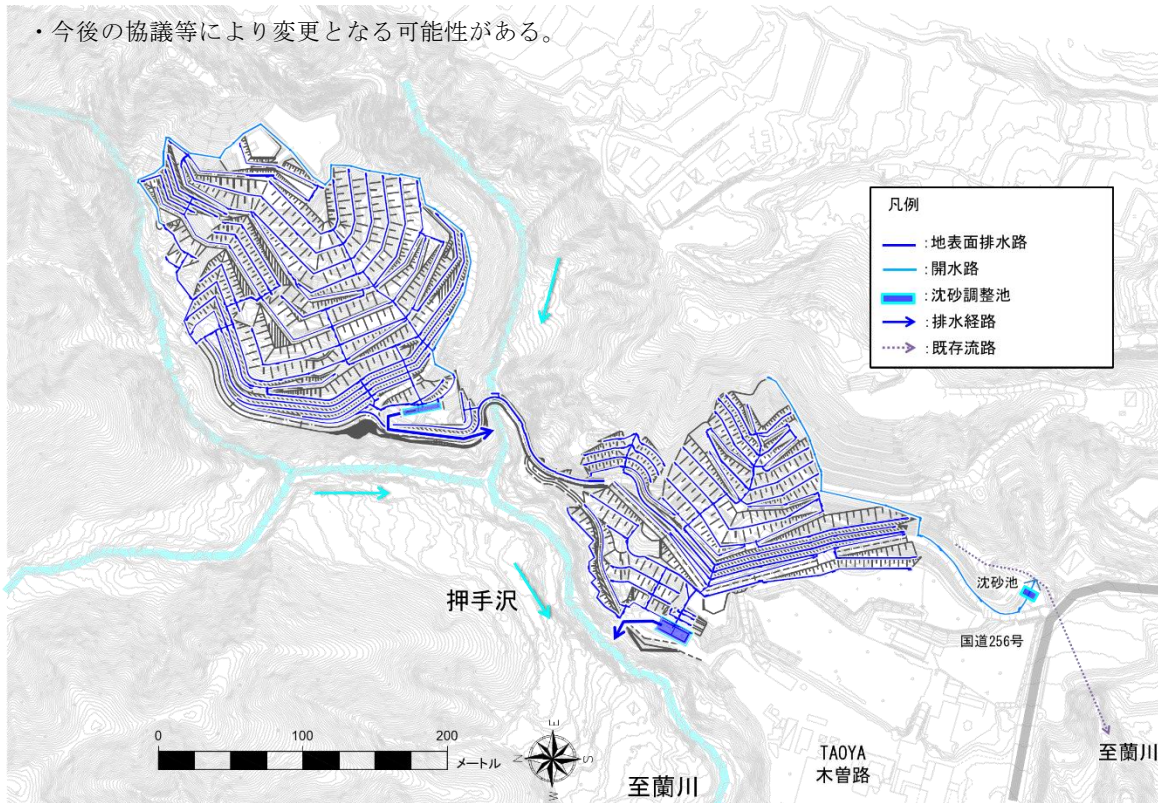 ・今後の協議等により変更となる可能性がある。
凡例
：地表面排水路
：開水路
：沈砂調整池
：排水経路
：既存流路
沈砂池
押手沢
国道256号
0 100 200
メートル
N E S W
TAOYA
木曽路
至蘭川
至蘭川